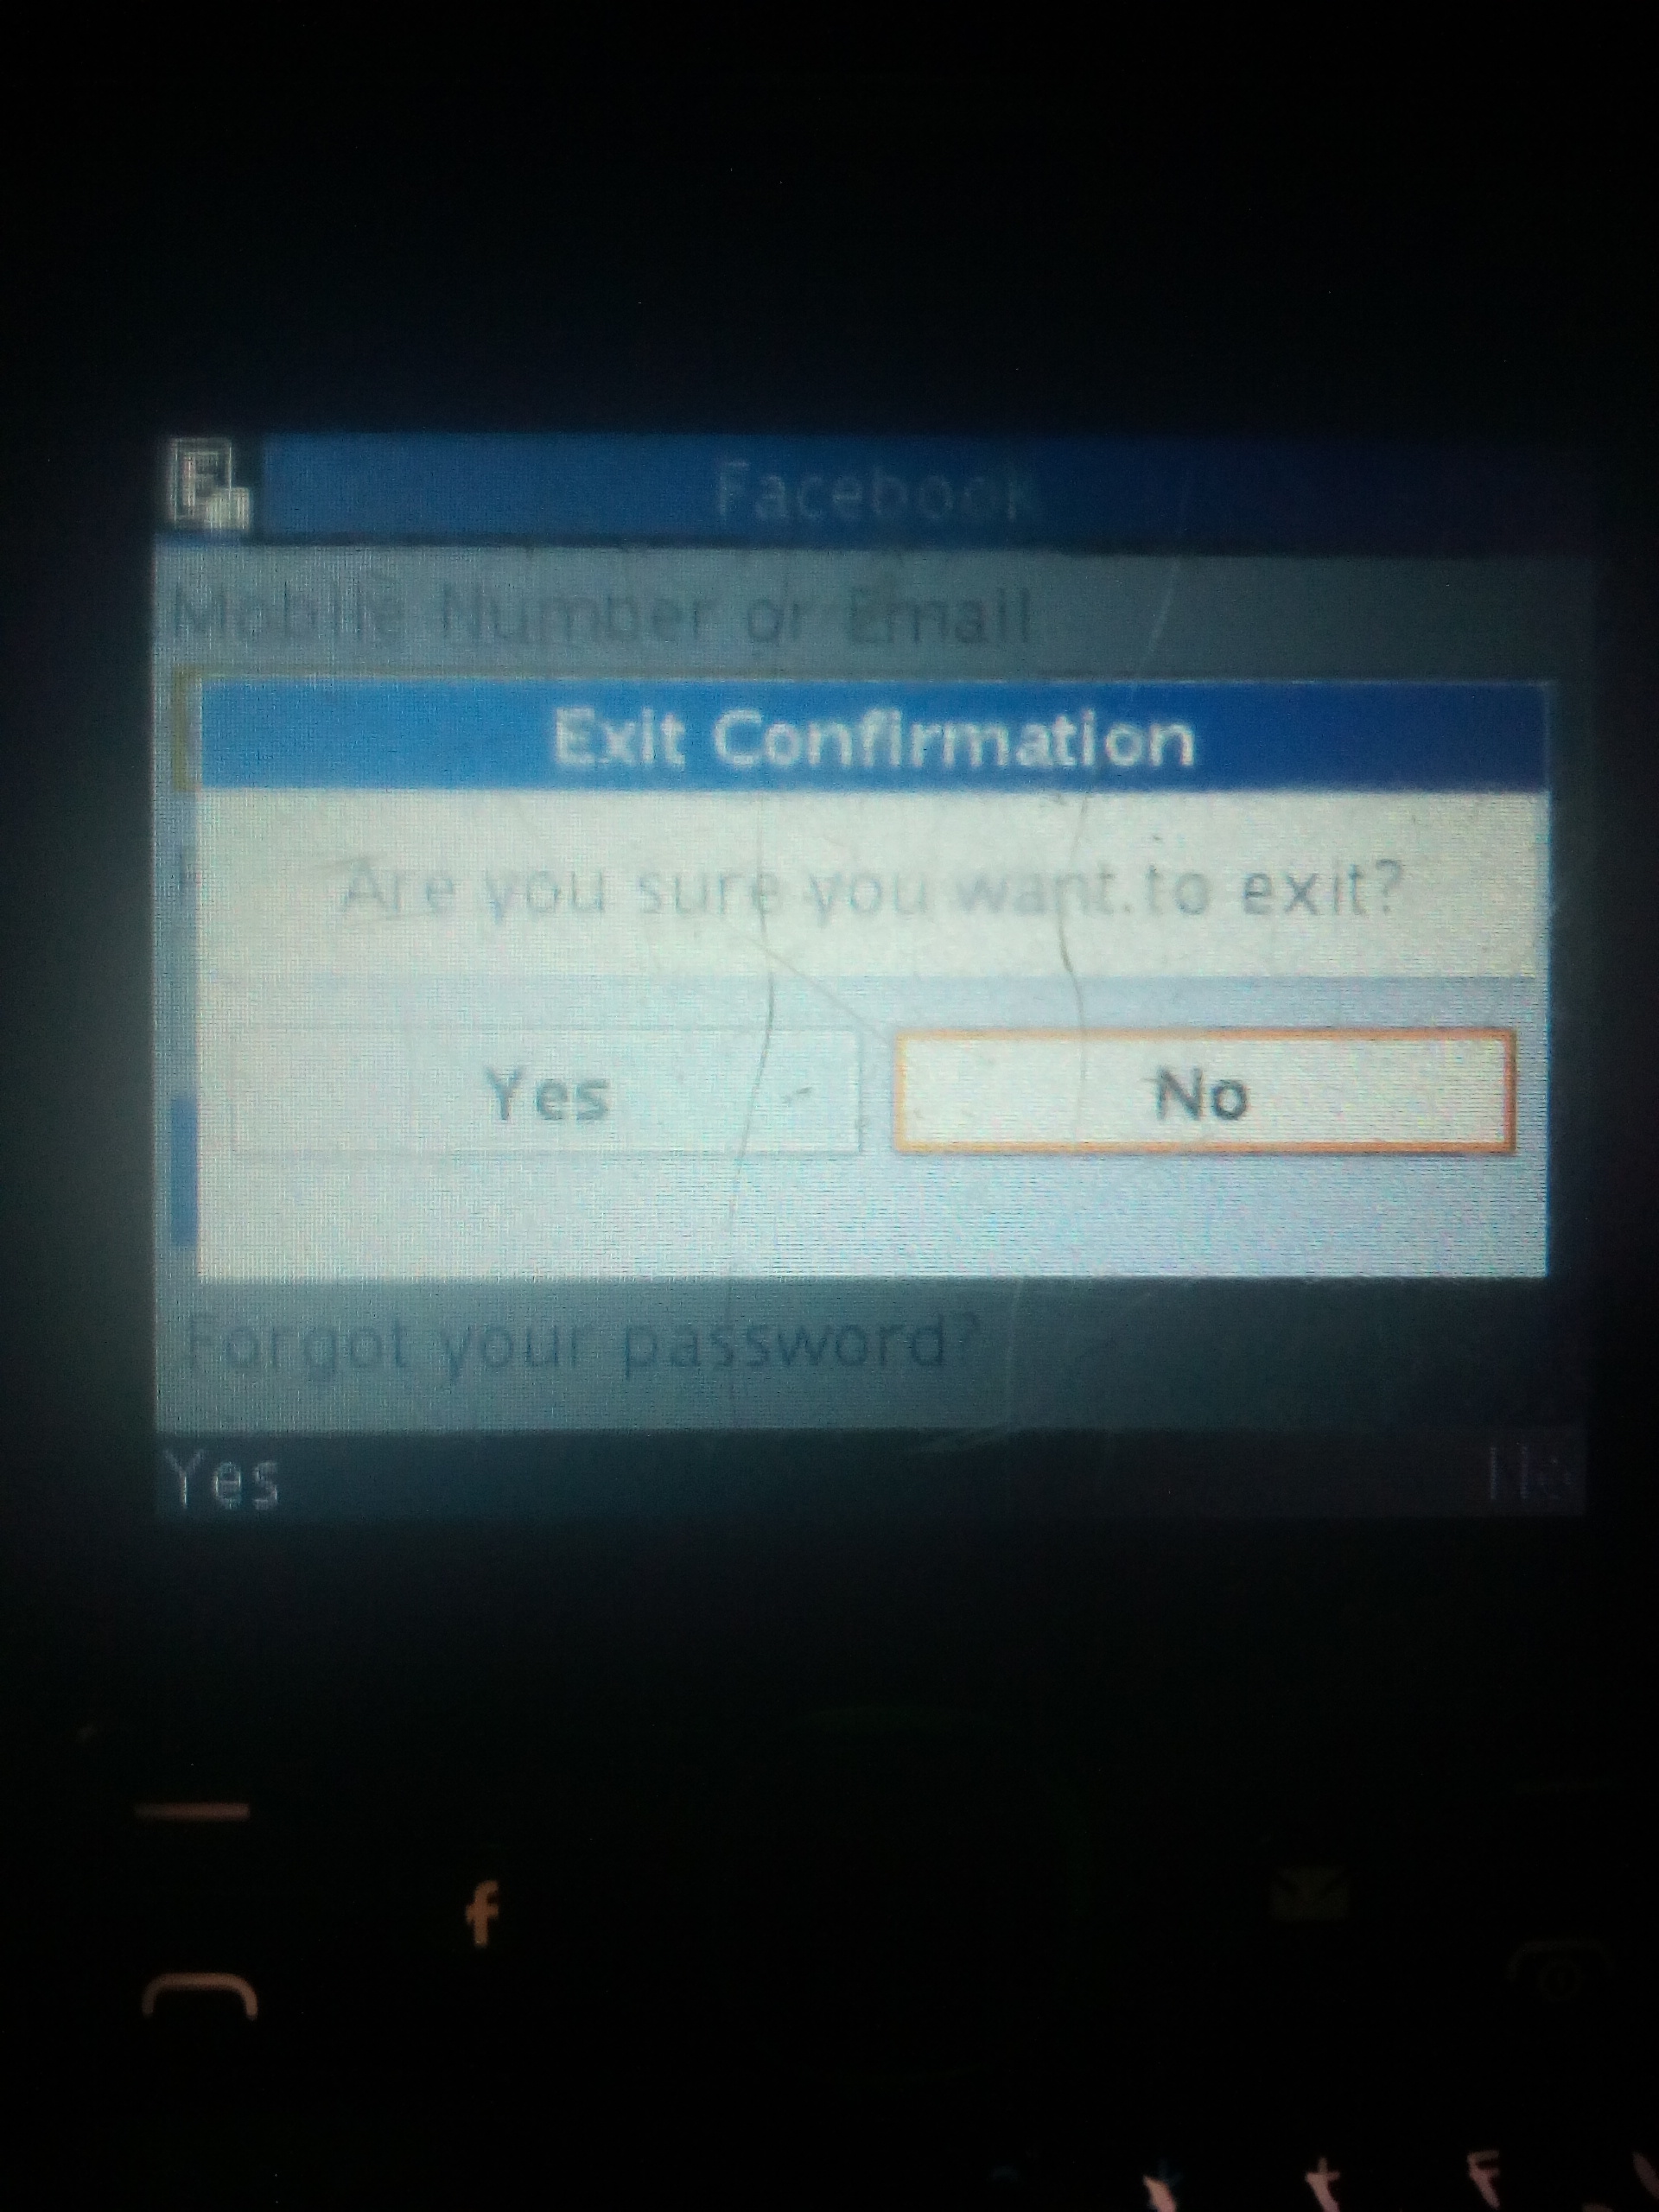 Facebook
Mobile Number or Email
Exit Confirmation
Are you sure you want to exit?
Yes No
Forgot your password?
Yes No
f
t F